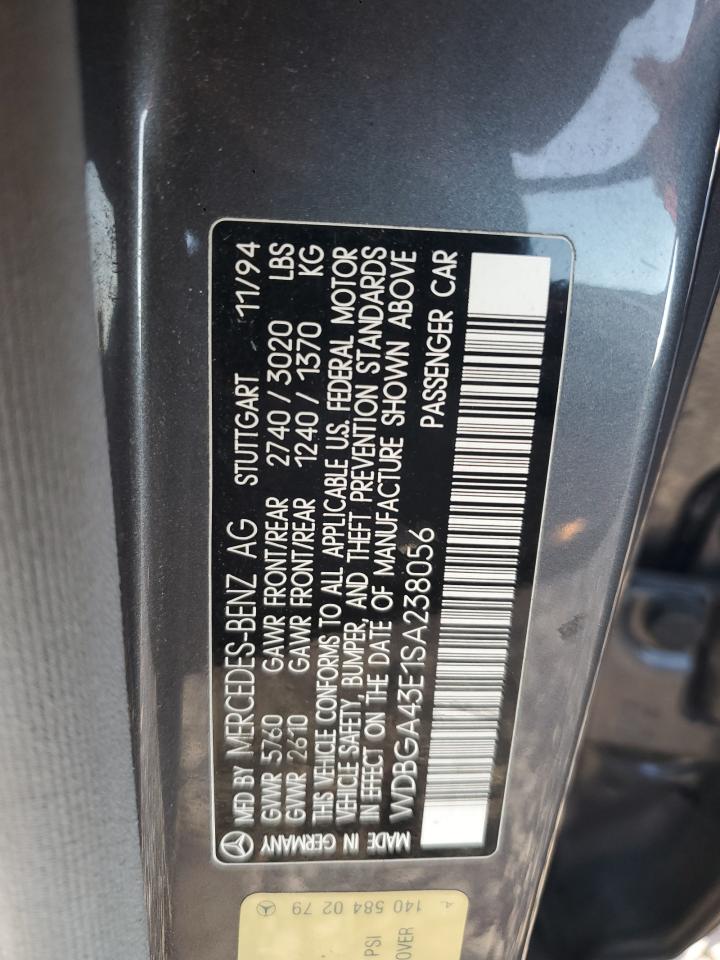 MFD BY MERCEDES-BENZ AG STUTTGART 11/94
GVWR 5760 GAWR FRONT/REAR 2740 / 3020 LBS
GVWR 2610 GAWR FRONT/REAR 1240 / 1370 KG
THIS VEHICLE CONFORMS TO ALL APPLICABLE U.S. FEDERAL MOTOR
VEHICLE SAFETY, BUMPER, AND THEFT PREVENTION STANDARDS
IN EFFECT ON THE DATE OF MANUFACTURE SHOWN ABOVE
MADE IN GERMANY
WDBGA43E1SA238056 PASSENGER CAR
140 584 02 79
PSI
OVER